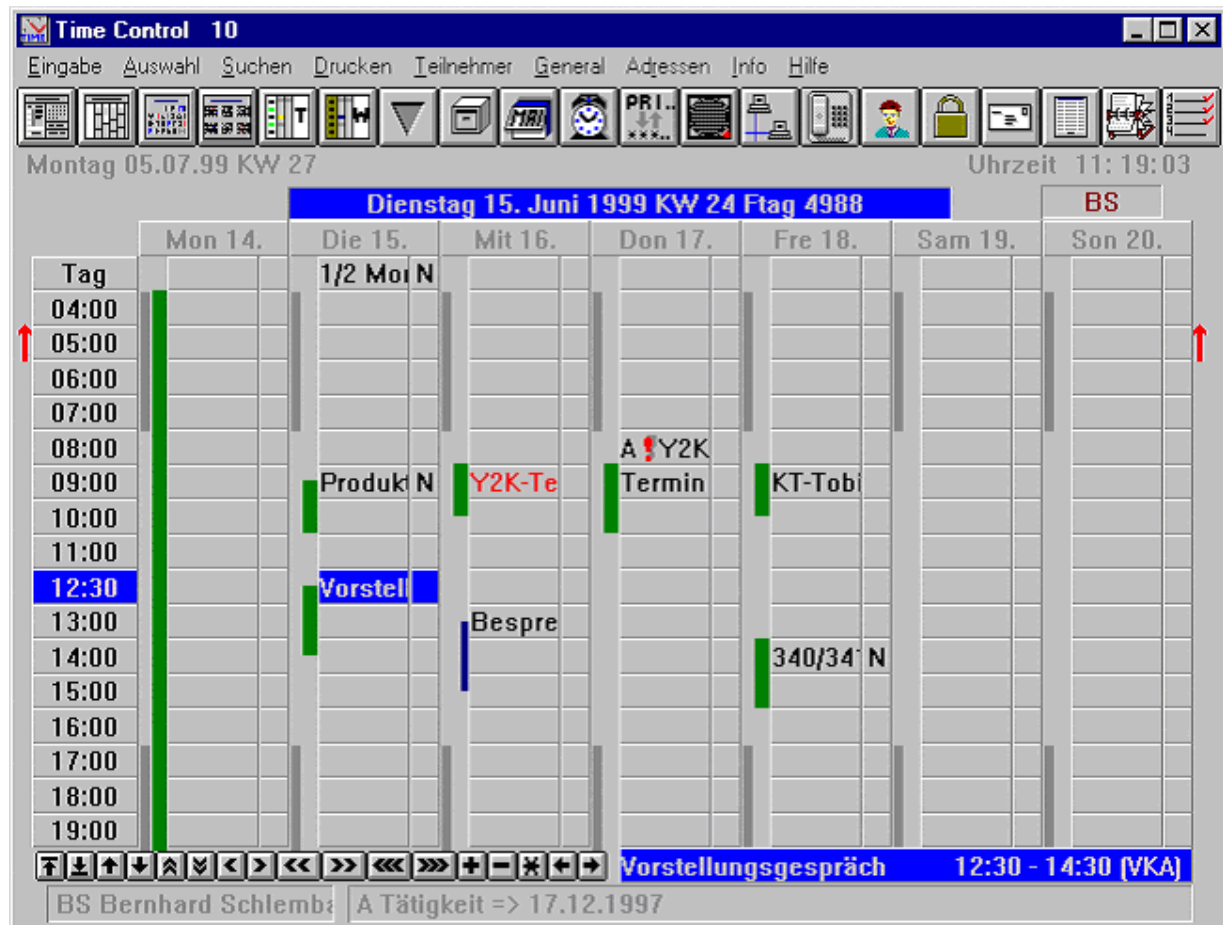 Time Control 10
Eingabe Auswahl Suchen Drucken Teilnehmer General Adressen Info Hilfe
T W MAI PRI..
Montag 05.07.99 KW 27 Uhrzeit 11:19:03
Dienstag 15. Juni 1999 KW 24 Ftag 4988 BS
Mon 14. Die 15. Mit 16. Don 17. Fre 18. Sam 19. Son 20.
Tag 1/2 Mor N
04:00
05:00
06:00
07:00
08:00 A Y2K
09:00 Produkt N Y2K-Te Termin KT-Tobi
10:00
11:00
12:30 Vorstell
13:00 Bespre
14:00 340/341 N
15:00
16:00
17:00
18:00
19:00
Vorstellungsgespräch 12:30 - 14:30 (VKA)
BS Bernhard Schlemba A Tätigkeit => 17.12.1997